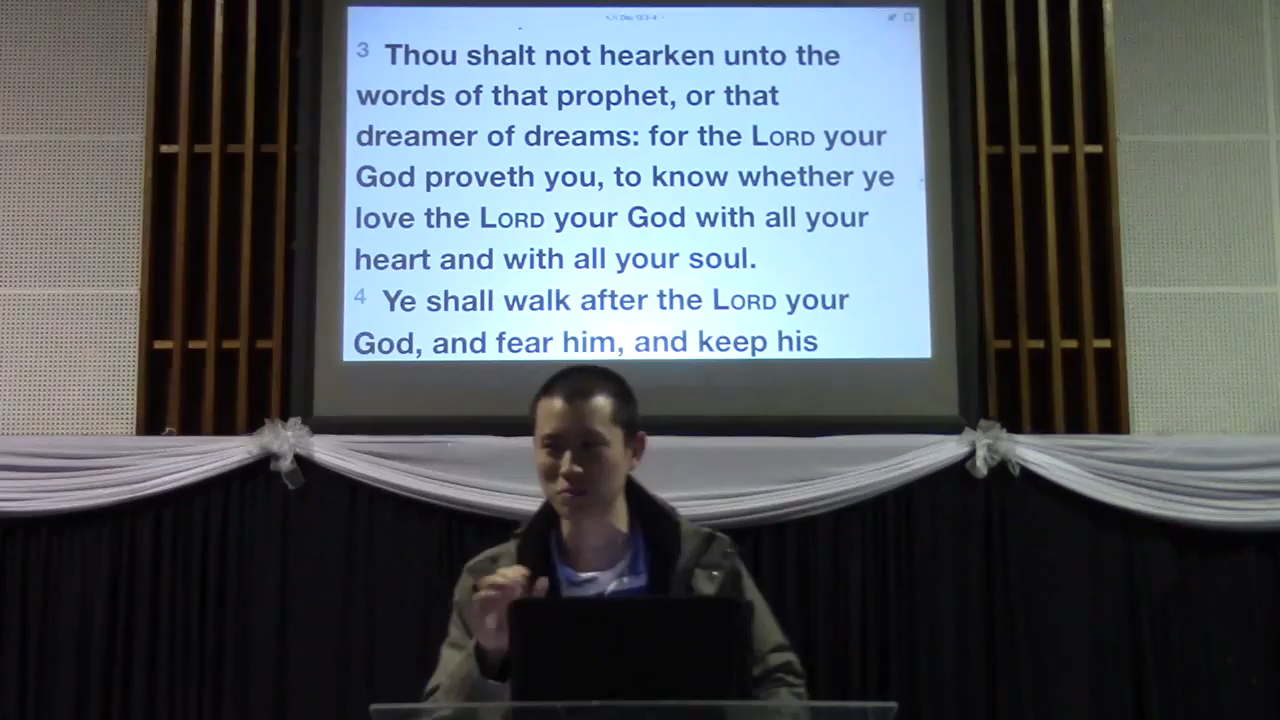 3 Thou shalt not hearken unto the
words of that prophet, or that
dreamer of dreams: for the LORD your
God proveth you, to know whether ye
love the LORD your God with all your
heart and with all your soul.
4 Ye shall walk after the LORD your
God, and fear him, and keep his